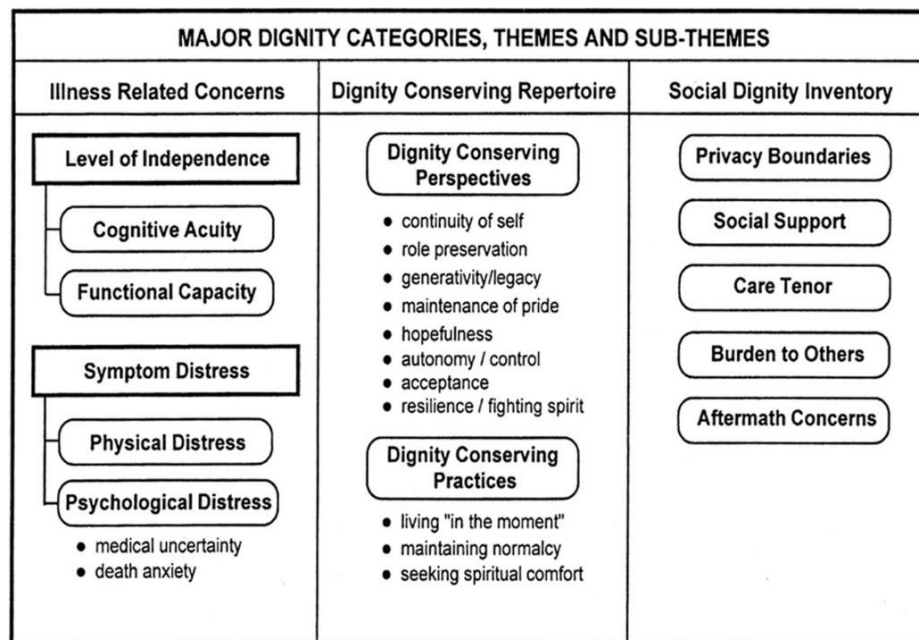 MAJOR DIGNITY CATEGORIES, THEMES AND SUB-THEMES
Illness Related Concerns
Level of Independence
Cognitive Acuity
Functional Capacity
Symptom Distress
Physical Distress
Psychological Distress
● medical uncertainty
● death anxiety
Dignity Conserving Repertoire
Dignity Conserving
Perspectives
● continuity of self
● role preservation
● generativity/legacy
● maintenance of pride
● hopefulness
● autonomy / control
● acceptance
● resilience / fighting spirit
Dignity Conserving
Practices
● living "in the moment"
● maintaining normalcy
● seeking spiritual comfort
Social Dignity Inventory
Privacy Boundaries
Social Support
Care Tenor
Burden to Others
Aftermath Concerns